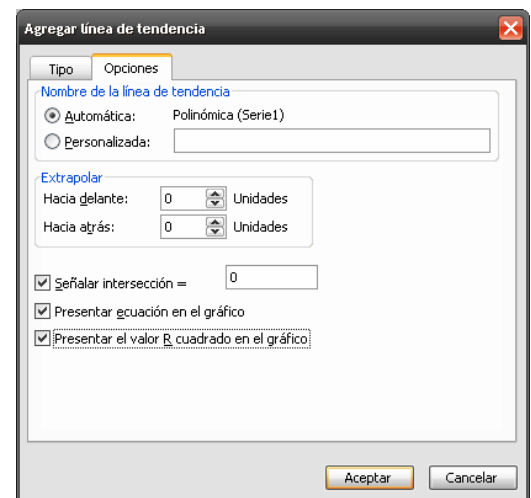 Agregar línea de tendencia
Tipo
Opciones
Nombre de la línea de tendencia
Automática: Polinómica (Serie1)
Personalizada:
Extrapolar
Hacia delante: 0 Unidades
Hacia atrás: 0 Unidades
Señalar intersección = 0
Presentar ecuación en el gráfico
Presentar el valor R cuadrado en el gráfico
Aceptar Cancelar